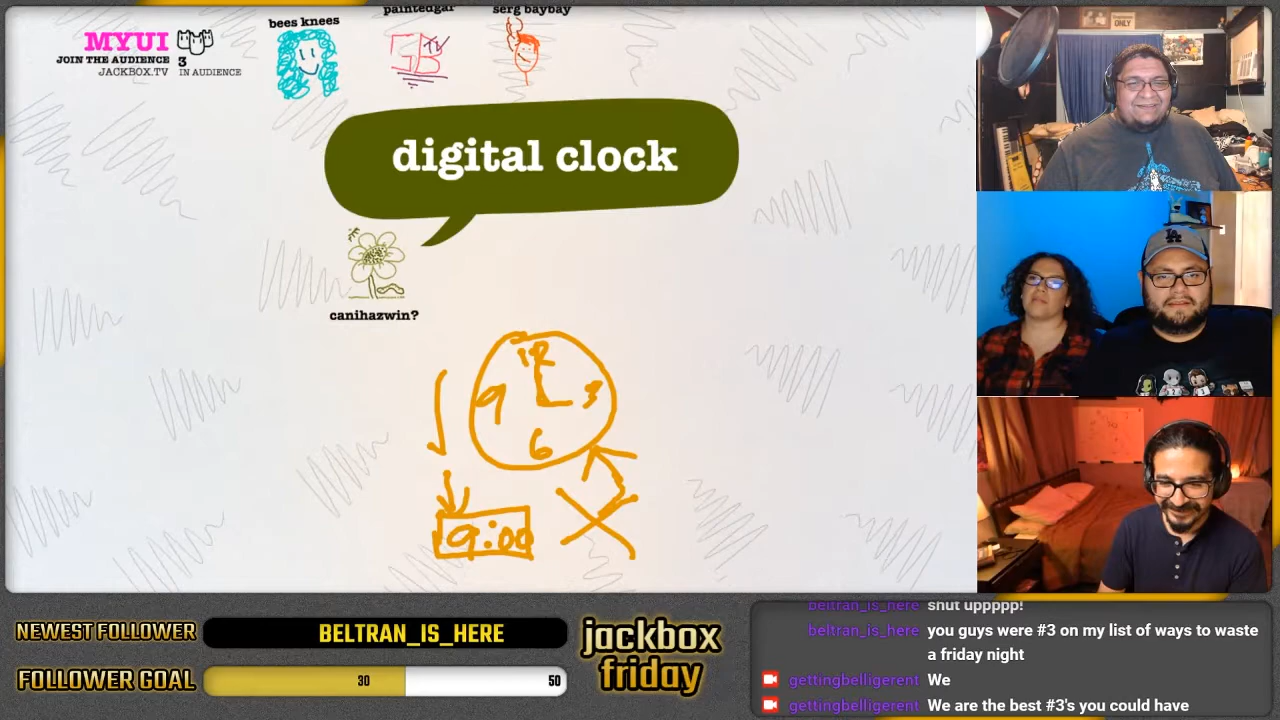 bees knees
paintedgar
serg baybay
MYUI
JOIN THE AUDIENCE
JACKBOX.TV
3
IN AUDIENCE
digital clock
canihazwin?
12
9
3
6
9:00
NEWEST FOLLOWER
BELTRAN_IS_HERE
FOLLOWER GOAL
30
50
jackbox
friday
beltran_is_here shut uppppp!
beltran_is_here you guys were #3 on my list of ways to waste
a friday night
gettingbelligerent We
gettingbelligerent We are the best #3's you could have